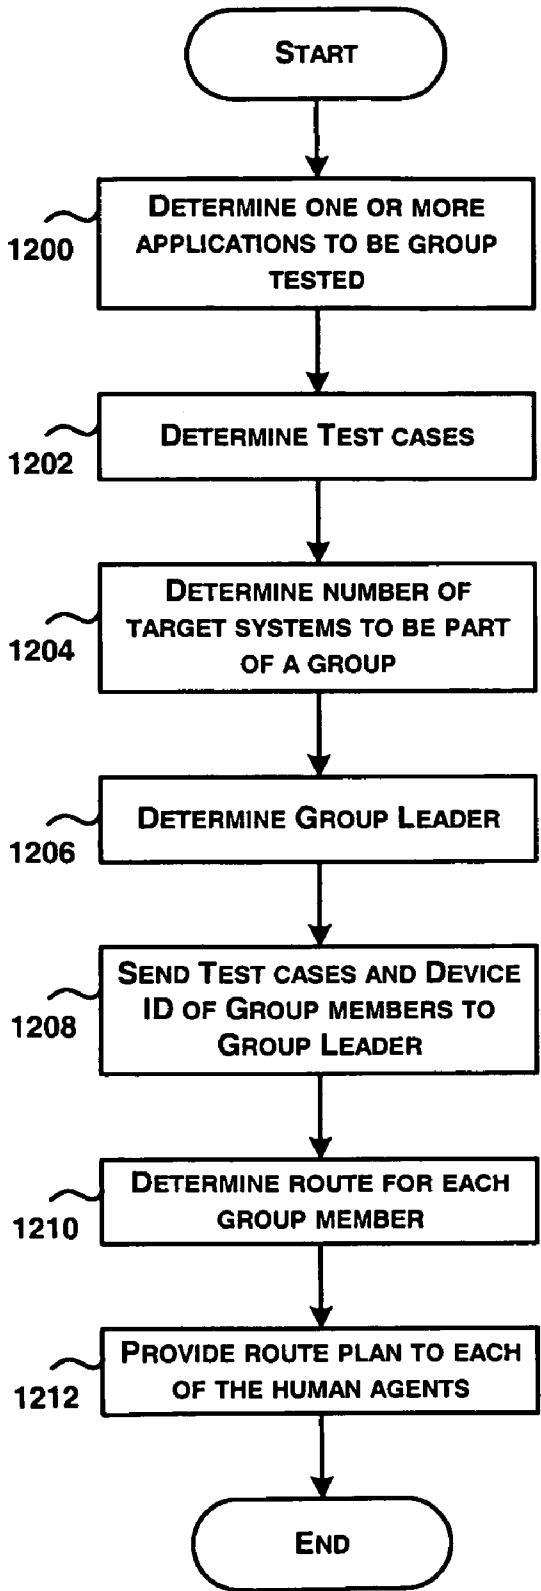 START
DETERMINE ONE OR MORE
APPLICATIONS TO BE GROUP
TESTED
1200
DETERMINE TEST CASES
1202
DETERMINE NUMBER OF
TARGET SYSTEMS TO BE PART
OF A GROUP
1204
DETERMINE GROUP LEADER
1206
SEND TEST CASES AND DEVICE
ID OF GROUP MEMBERS TO
GROUP LEADER
1208
DETERMINE ROUTE FOR EACH
GROUP MEMBER
1210
PROVIDE ROUTE PLAN TO EACH
OF THE HUMAN AGENTS
1212
END